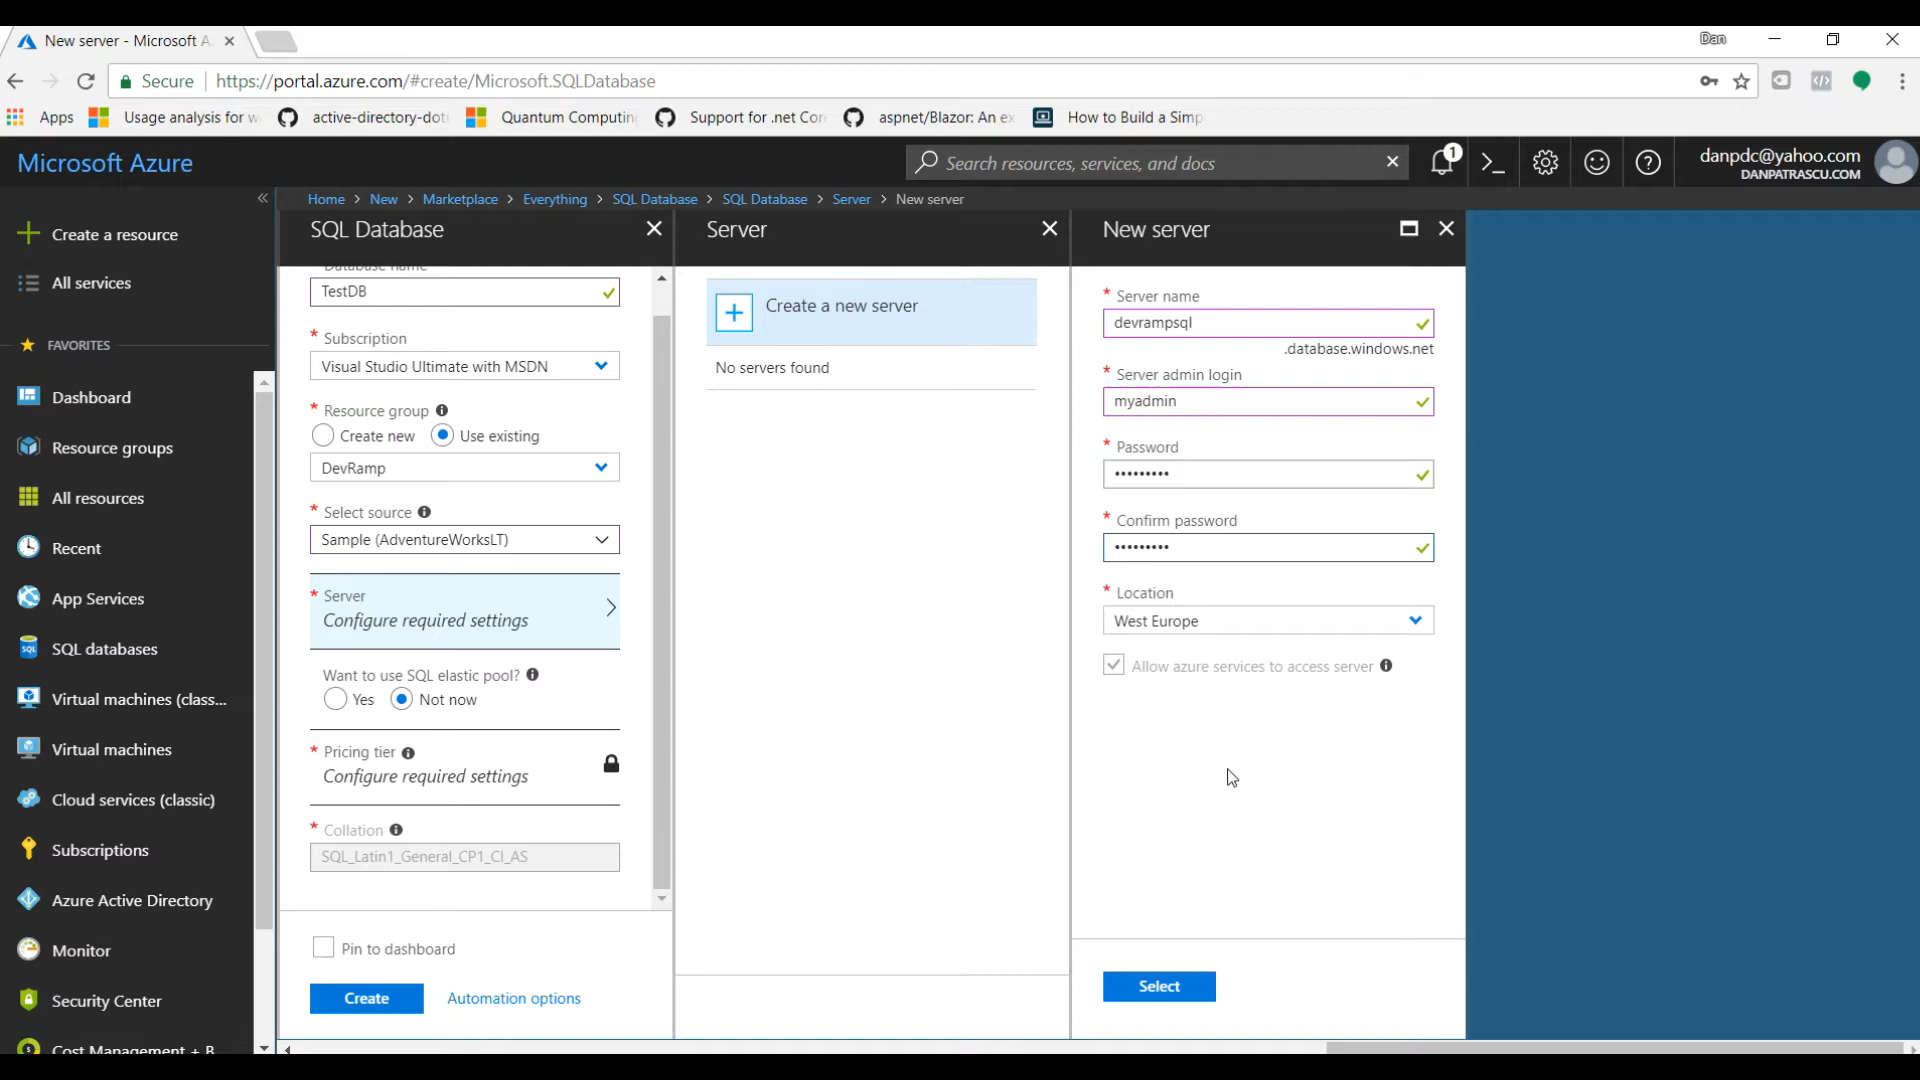 New server - Microsoft A
Dan
Secure
https://portal.azure.com/#create/Microsoft.SQLDatabase
Apps
Usage analysis for w
active-directory-dot
Quantum Computin
Support for .net Cor
aspnet/Blazor: An ex
How to Build a Simp
Microsoft Azure
Search resources, services, and docs
1
danpdc@yahoo.com
DANPATRASCU.COM
Home > New > Marketplace > Everything > SQL Database > SQL Database > Server > New server
Create a resource
All services
FAVORITES
Dashboard
Resource groups
All resources
Recent
App Services
SQL databases
Virtual machines (class...
Virtual machines
Cloud services (classic)
Subscriptions
Azure Active Directory
Monitor
Security Center
Cost Management + B
SQL Database
Database name
TestDB
* Subscription
Visual Studio Ultimate with MSDN
* Resource group
Create new
Use existing
DevRamp
* Select source
Sample (AdventureWorksLT)
* Server
Configure required settings
Want to use SQL elastic pool?
Yes
Not now
* Pricing tier
Configure required settings
* Collation
SQL_Latin1_General_CP1_CI_AS
Pin to dashboard
Create
Automation options
Server
Create a new server
No servers found
New server
* Server name
devrampsql
.database.windows.net
* Server admin login
myadmin
* Password
•••••••••
* Confirm password
•••••••••
* Location
West Europe
Allow azure services to access server
Select